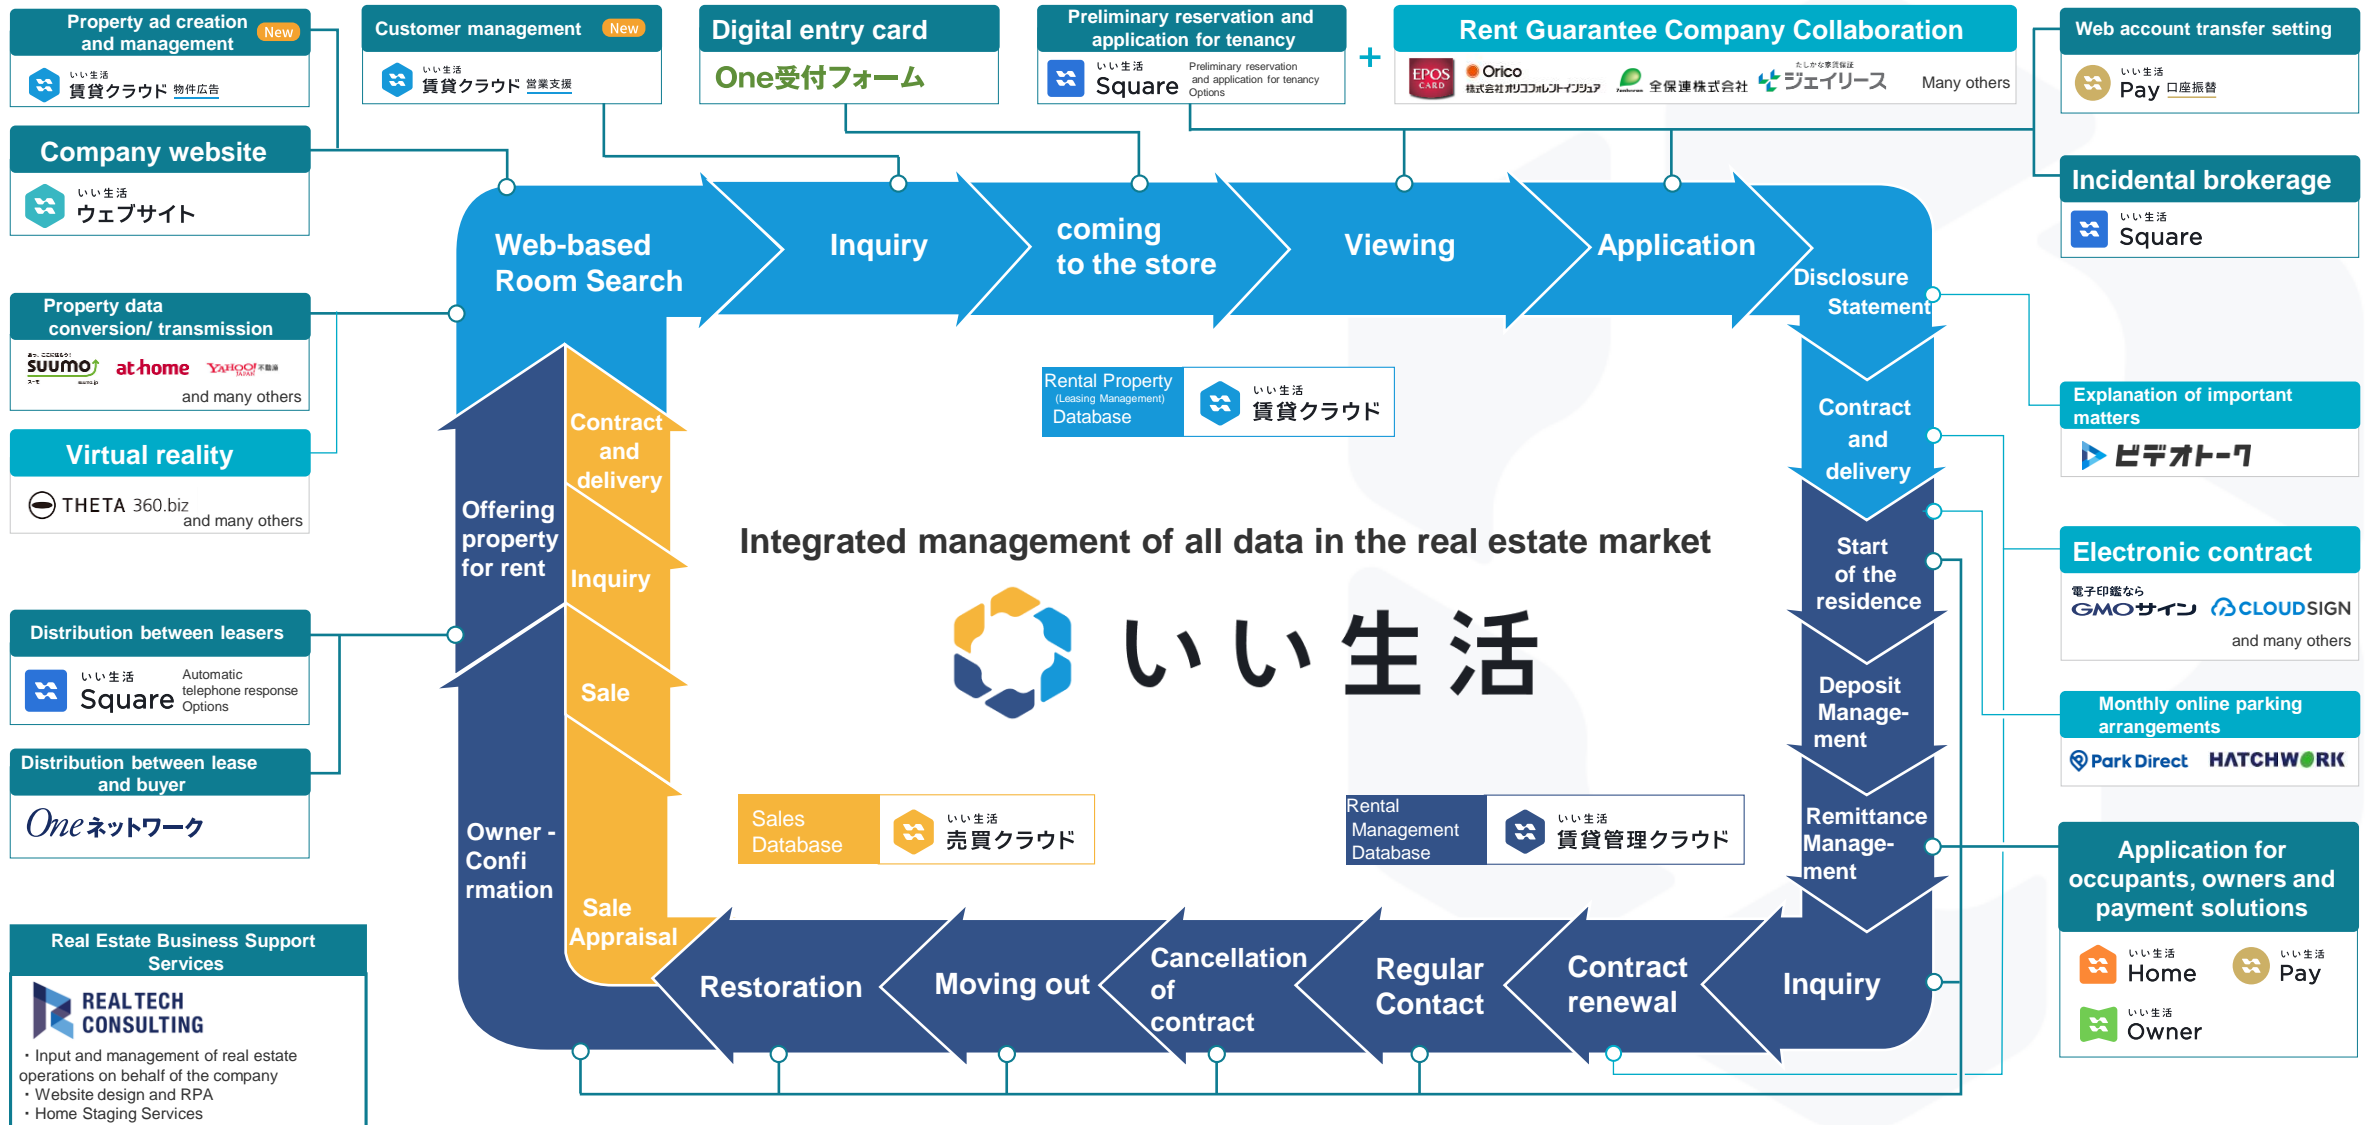 Property ad creation
and management
New
いい生活
賃貸クラウド 物件広告
Customer management
New
いい生活
賃貸クラウド 営業支援
Digital entry card
One受付フォーム
Preliminary reservation and
application for tenancy
いい生活
Square
Preliminary reservation
and application for tenancy
Options
+
Rent Guarantee Company Collaboration
EPOS
CARD
Orico
株式会社オリコフォレントインシュア
全保連株式会社
たしかな家賃保証
ジェイリース
Many others
Web account transfer setting
いい生活
Pay 口座振替
Company website
いい生活
ウェブサイト
Incidental brokerage
いい生活
Square
Web-based
Room Search
Inquiry
coming
to the store
Viewing
Application
Disclosure
Statement
Property data
conversion/ transmission
SUUMO
スーモ
suumo.jp
at home
YAHOO!
JAPAN
不動産
and many others
Virtual reality
THETA 360.biz
and many others
Rental Property
(Leasing Management)
Database
いい生活
賃貸クラウド
Contract
and
delivery
Explanation of important
matters
ビデオトーク
Contract
and
delivery
Offering
property
for rent
Inquiry
Integrated management of all data in the real estate market
いい生活
Start
of the
residence
Electronic contract
電子印鑑なら
GMOサイン
CLOUDSIGN
and many others
Distribution between leasers
いい生活
Square
Automatic
telephone response
Options
Sale
Deposit
Manage-
ment
Monthly online parking
arrangements
Park Direct
HATCHWORK
Distribution between lease
and buyer
Oneネットワーク
Owner -
Confi
rmation
Sales
Database
いい生活
売買クラウド
Rental
Management
Database
いい生活
賃貸管理クラウド
Remittance
Manage-
ment
Application for
occupants, owners and
payment solutions
いい生活
Home
いい生活
Pay
いい生活
Owner
Sale
Appraisal
Restoration
Moving out
Cancellation
of
contract
Regular
Contact
Contract
renewal
Inquiry
Real Estate Business Support
Services
REALTECH
CONSULTING
・Input and management of real estate
operations on behalf of the company
・Website design and RPA
・Home Staging Services